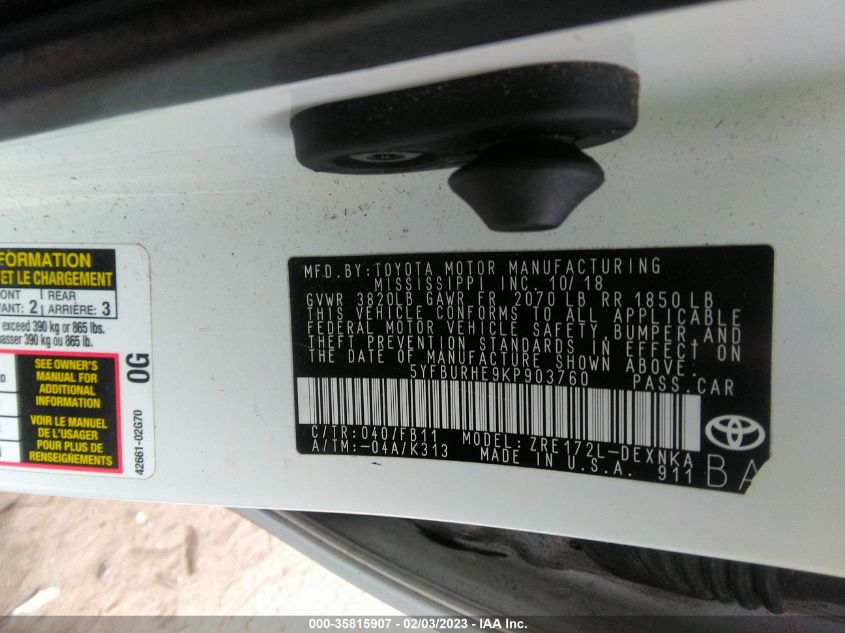 FORMATION
ET LE CHARGEMENT
ONT
ANT: 2
REAR
ARRIÈRE: 3
exceed 390 kg or 865 lbs.
passer 390 kg ou 865 lb.
SEE OWNER'S
MANUAL FOR
ADDITIONAL
INFORMATION
VOIR LE MANUEL
DE L'USAGER
POUR PLUS DE
RENSEIGNEMENTS
0G
42661-02G70
MFD.BY: TOYOTA MOTOR MANUFACTURING
MISSISSIPPI INC. 10/18
GVWR 3820LB GAWR FR. 2070 LB RR 1850 LB
THIS VEHICLE CONFORMS TO ALL APPLICABLE
FEDERAL MOTOR VEHICLE SAFETY, BUMPER, AND
THEFT PREVENTION STANDARDS IN EFFECT ON
THE DATE OF MANUFACTURE SHOWN ABOVE.
5YFBURHE9KP903760 PASS.CAR
C/TR: 040/FB11 MODEL: ZRE172L-DEXNKA
A/TM: -04A/K313 MADE IN U.S.A. 911
BA
000-35815907 - 02/03/2023 - IAA Inc.